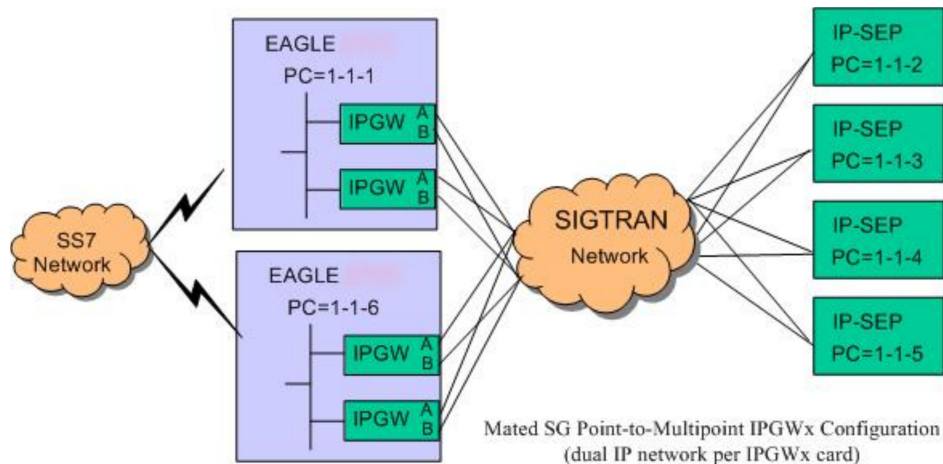 EAGLE
PC=1-1-1
IPGW A
B
IPGW A
B
SS7
Network
EAGLE
PC=1-1-6
IPGW A
B
IPGW A
B
SIGTRAN
Network
IP-SEP
PC=1-1-2
IP-SEP
PC=1-1-3
IP-SEP
PC=1-1-4
IP-SEP
PC=1-1-5
Mated SG Point-to-Multipoint IPGWx Configuration
(dual IP network per IPGWx card)